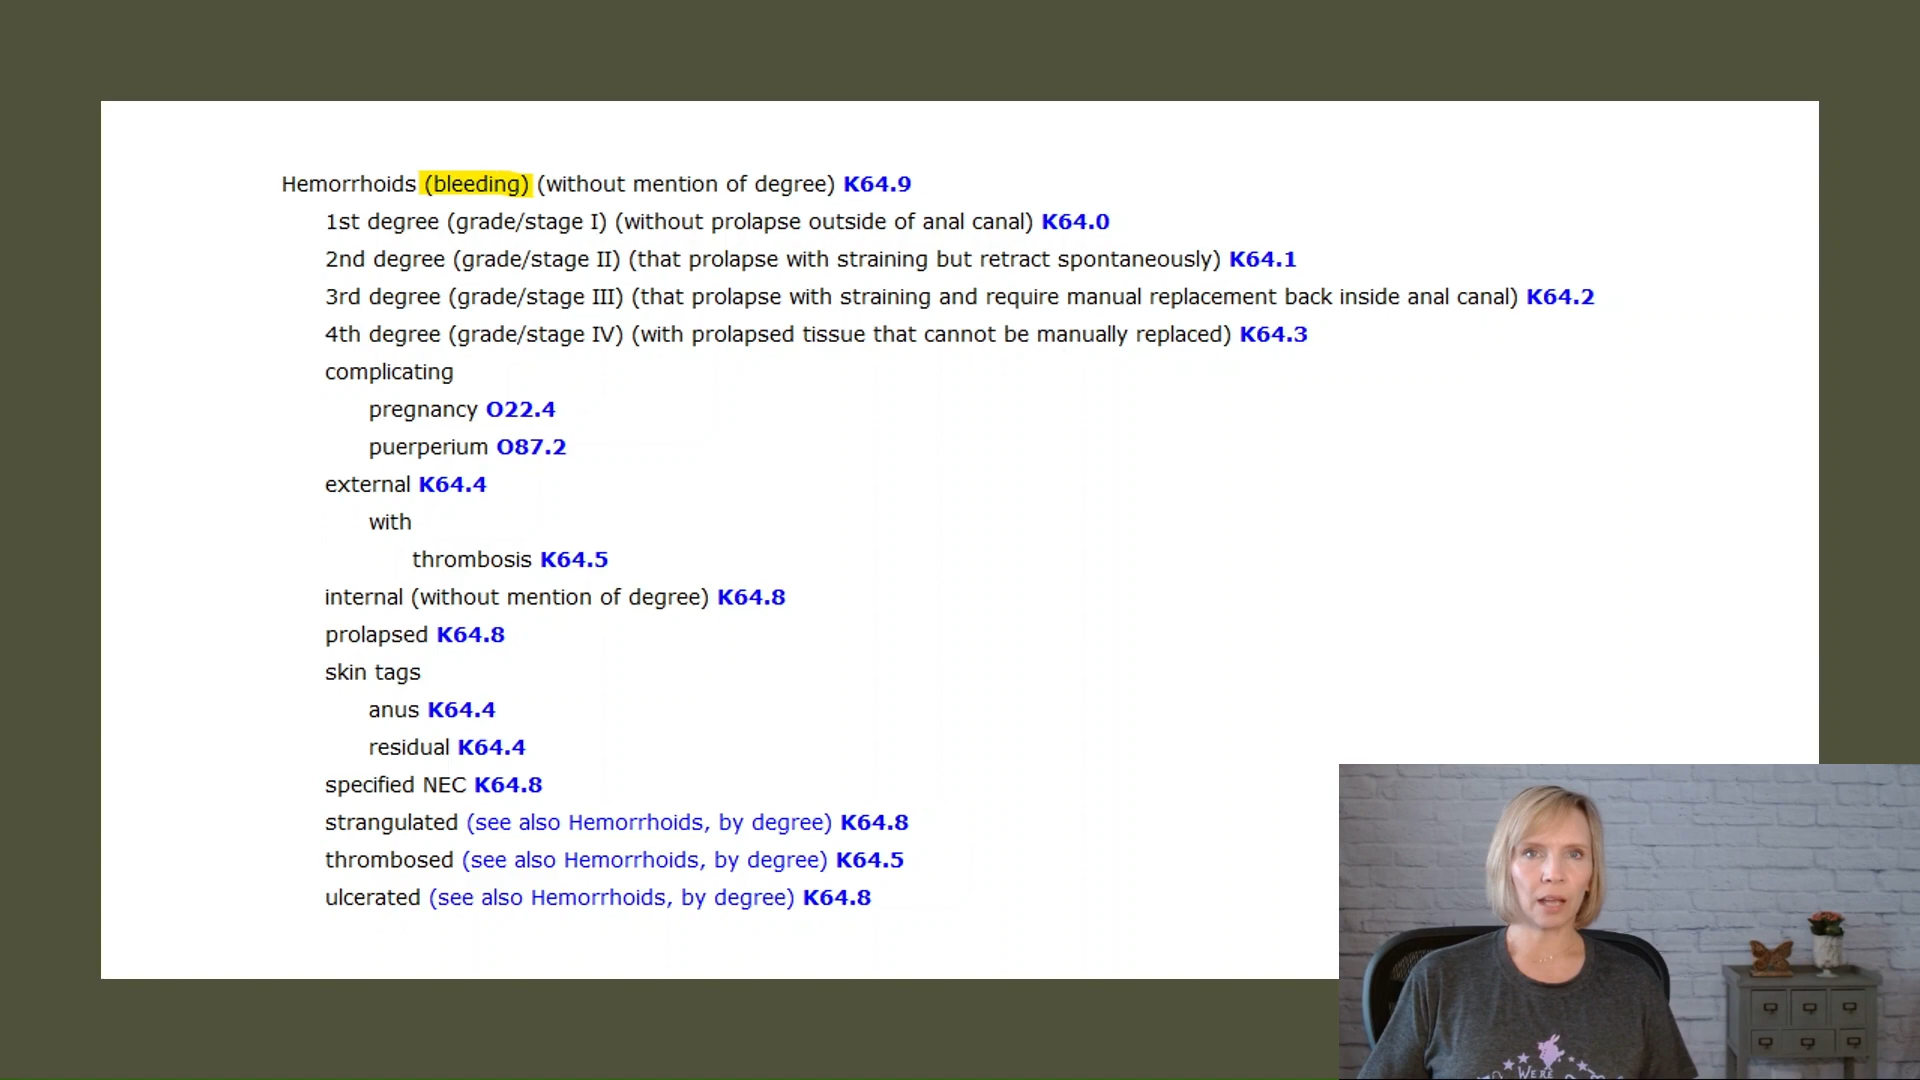 Hemorrhoids (bleeding) (without mention of degree) K64.9
1st degree (grade/stage I) (without prolapse outside of anal canal) K64.0
2nd degree (grade/stage II) (that prolapse with straining but retract spontaneously) K64.1
3rd degree (grade/stage III) (that prolapse with straining and require manual replacement back inside anal canal) K64.2
4th degree (grade/stage IV) (with prolapsed tissue that cannot be manually replaced) K64.3
complicating
pregnancy O22.4
puerperium O87.2
external K64.4
with
thrombosis K64.5
internal (without mention of degree) K64.8
prolapsed K64.8
skin tags
anus K64.4
residual K64.4
specified NEC K64.8
strangulated (see also Hemorrhoids, by degree) K64.8
thrombosed (see also Hemorrhoids, by degree) K64.5
ulcerated (see also Hemorrhoids, by degree) K64.8
WERE